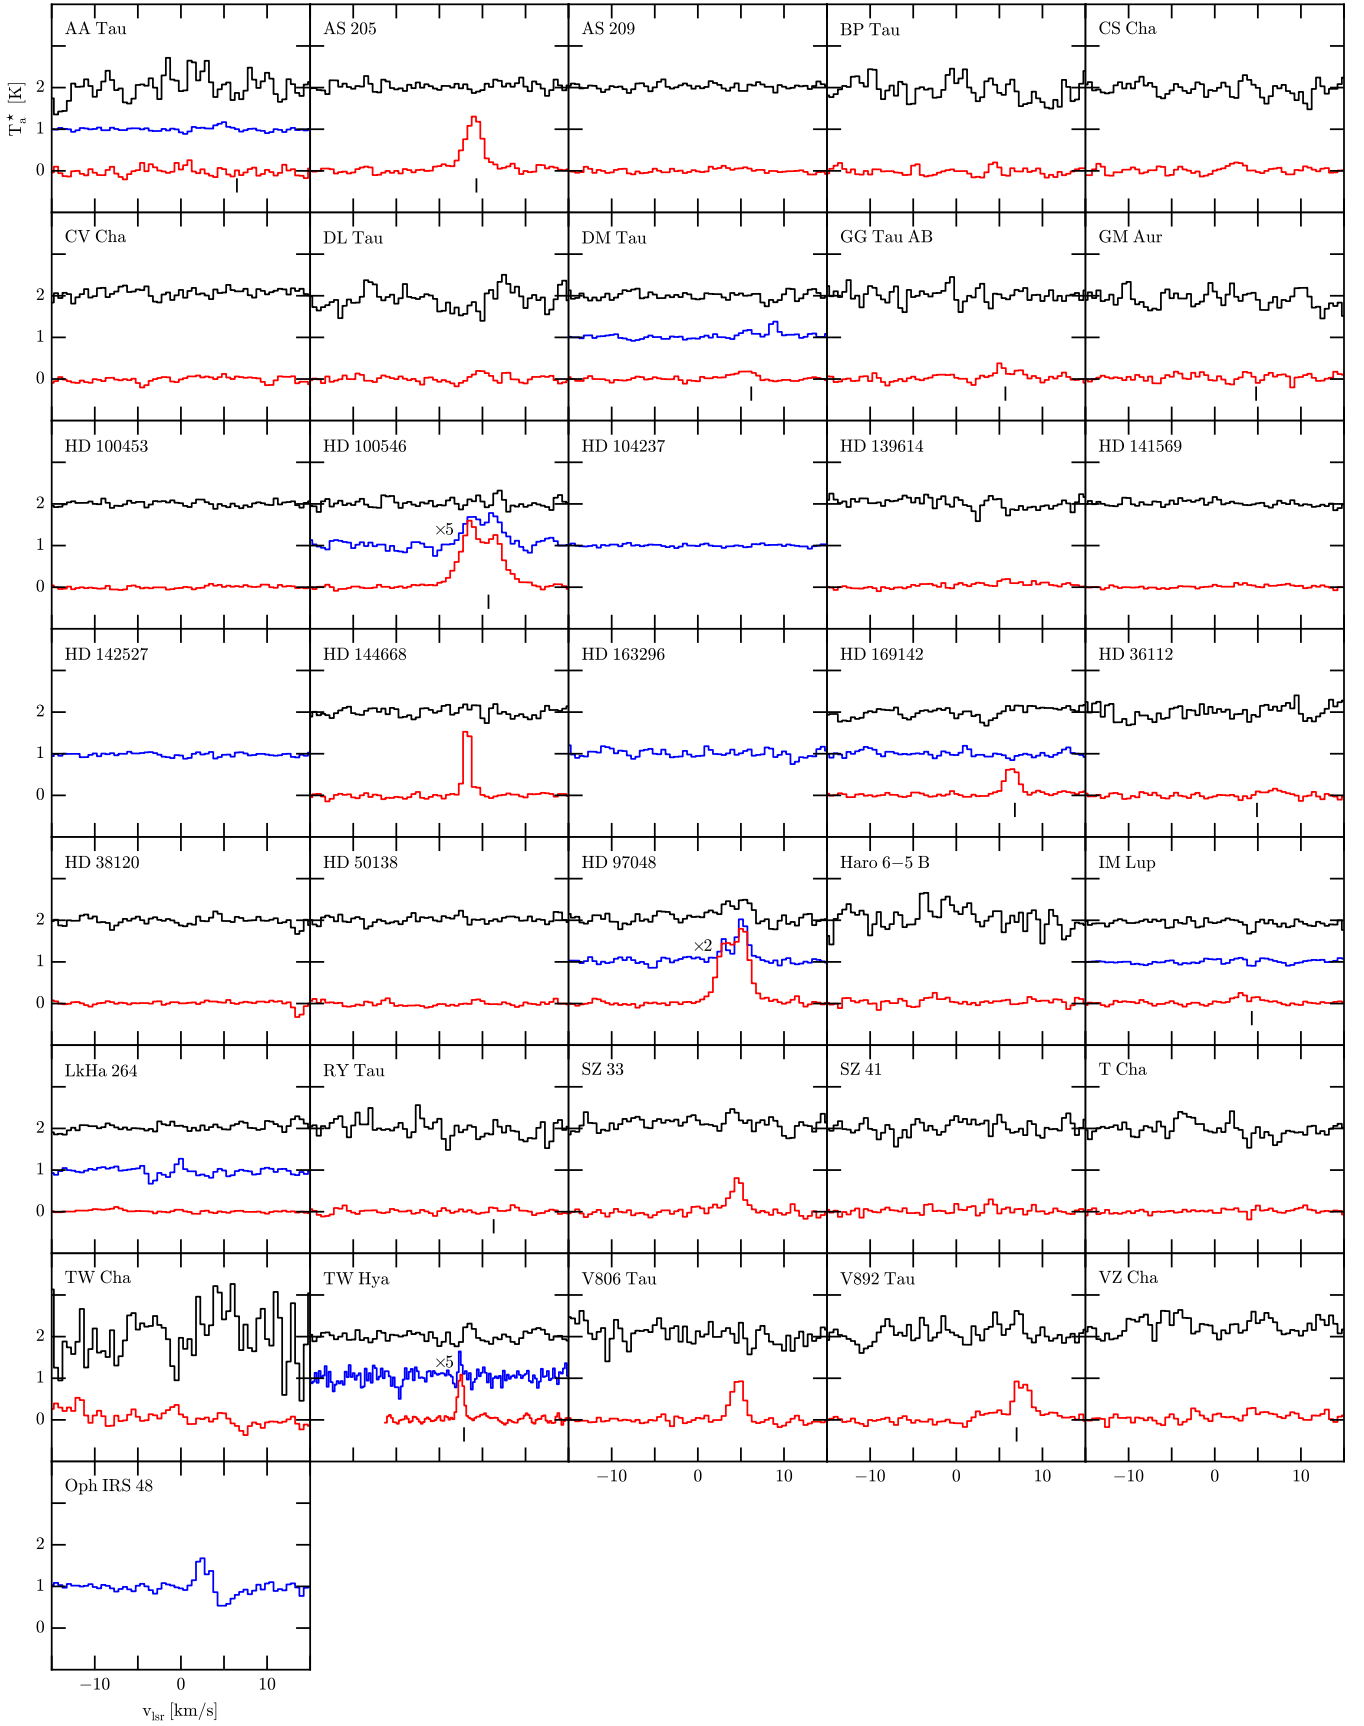 AA Tau
AS 205
AS 209
BP Tau
CS Cha
T_a^★ [K]
2
1
0
CV Cha
DL Tau
DM Tau
GG Tau AB
GM Aur
2
1
0
HD 100453
HD 100546
HD 104237
HD 139614
HD 141569
×5
2
1
0
HD 142527
HD 144668
HD 163296
HD 169142
HD 36112
2
1
0
HD 38120
HD 50138
HD 97048
Haro 6−5 B
IM Lup
×2
2
1
0
LkHa 264
RY Tau
SZ 33
SZ 41
T Cha
2
1
0
TW Cha
TW Hya
V806 Tau
V892 Tau
VZ Cha
×5
2
1
0
−10 0 10 −10 0 10 −10 0 10
Oph IRS 48
2
1
0
−10 0 10
v_lsr [km/s]